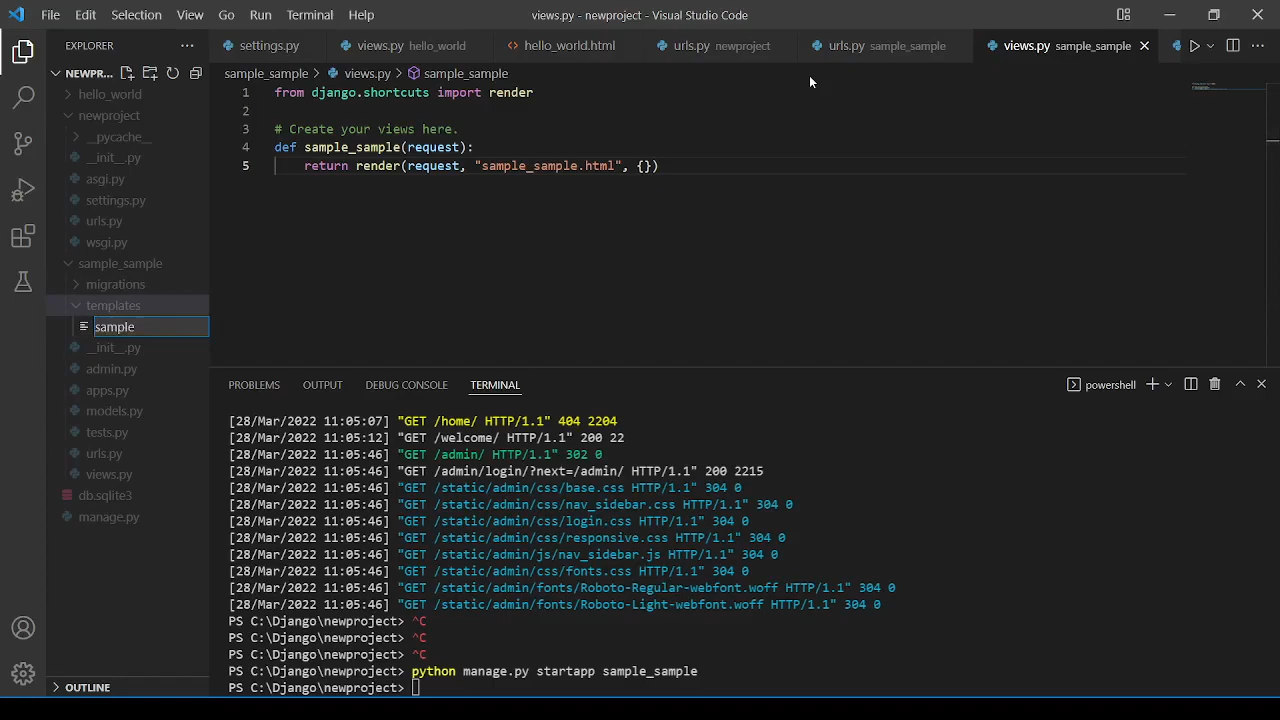 File Edit Selection View Go Run Terminal Help
views.py - newproject - Visual Studio Code
EXPLORER
NEWPR...
hello_world
newproject
__pycache__
__init__.py
asgi.py
settings.py
urls.py
wsgi.py
sample_sample
migrations
templates
sample
__init__.py
admin.py
apps.py
models.py
tests.py
urls.py
views.py
db.sqlite3
manage.py
OUTLINE
settings.py views.py hello_world hello_world.html urls.py newproject urls.py sample_sample views.py sample_sample
sample_sample > views.py > sample_sample
1 from django.shortcuts import render
2
3 # Create your views here.
4 def sample_sample(request):
5 return render(request, "sample_sample.html", {})
PROBLEMS OUTPUT DEBUG CONSOLE TERMINAL
powershell
[28/Mar/2022 11:05:07] "GET /home/ HTTP/1.1" 404 2204
[28/Mar/2022 11:05:12] "GET /welcome/ HTTP/1.1" 200 22
[28/Mar/2022 11:05:46] "GET /admin/ HTTP/1.1" 302 0
[28/Mar/2022 11:05:46] "GET /admin/login/?next=/admin/ HTTP/1.1" 200 2215
[28/Mar/2022 11:05:46] "GET /static/admin/css/base.css HTTP/1.1" 304 0
[28/Mar/2022 11:05:46] "GET /static/admin/css/nav_sidebar.css HTTP/1.1" 304 0
[28/Mar/2022 11:05:46] "GET /static/admin/css/login.css HTTP/1.1" 304 0
[28/Mar/2022 11:05:46] "GET /static/admin/css/responsive.css HTTP/1.1" 304 0
[28/Mar/2022 11:05:46] "GET /static/admin/js/nav_sidebar.js HTTP/1.1" 304 0
[28/Mar/2022 11:05:46] "GET /static/admin/css/fonts.css HTTP/1.1" 304 0
[28/Mar/2022 11:05:46] "GET /static/admin/fonts/Roboto-Regular-webfont.woff HTTP/1.1" 304 0
[28/Mar/2022 11:05:46] "GET /static/admin/fonts/Roboto-Light-webfont.woff HTTP/1.1" 304 0
PS C:\Django\newproject> ^C
PS C:\Django\newproject> ^C
PS C:\Django\newproject> ^C
PS C:\Django\newproject> python manage.py startapp sample_sample
PS C:\Django\newproject>